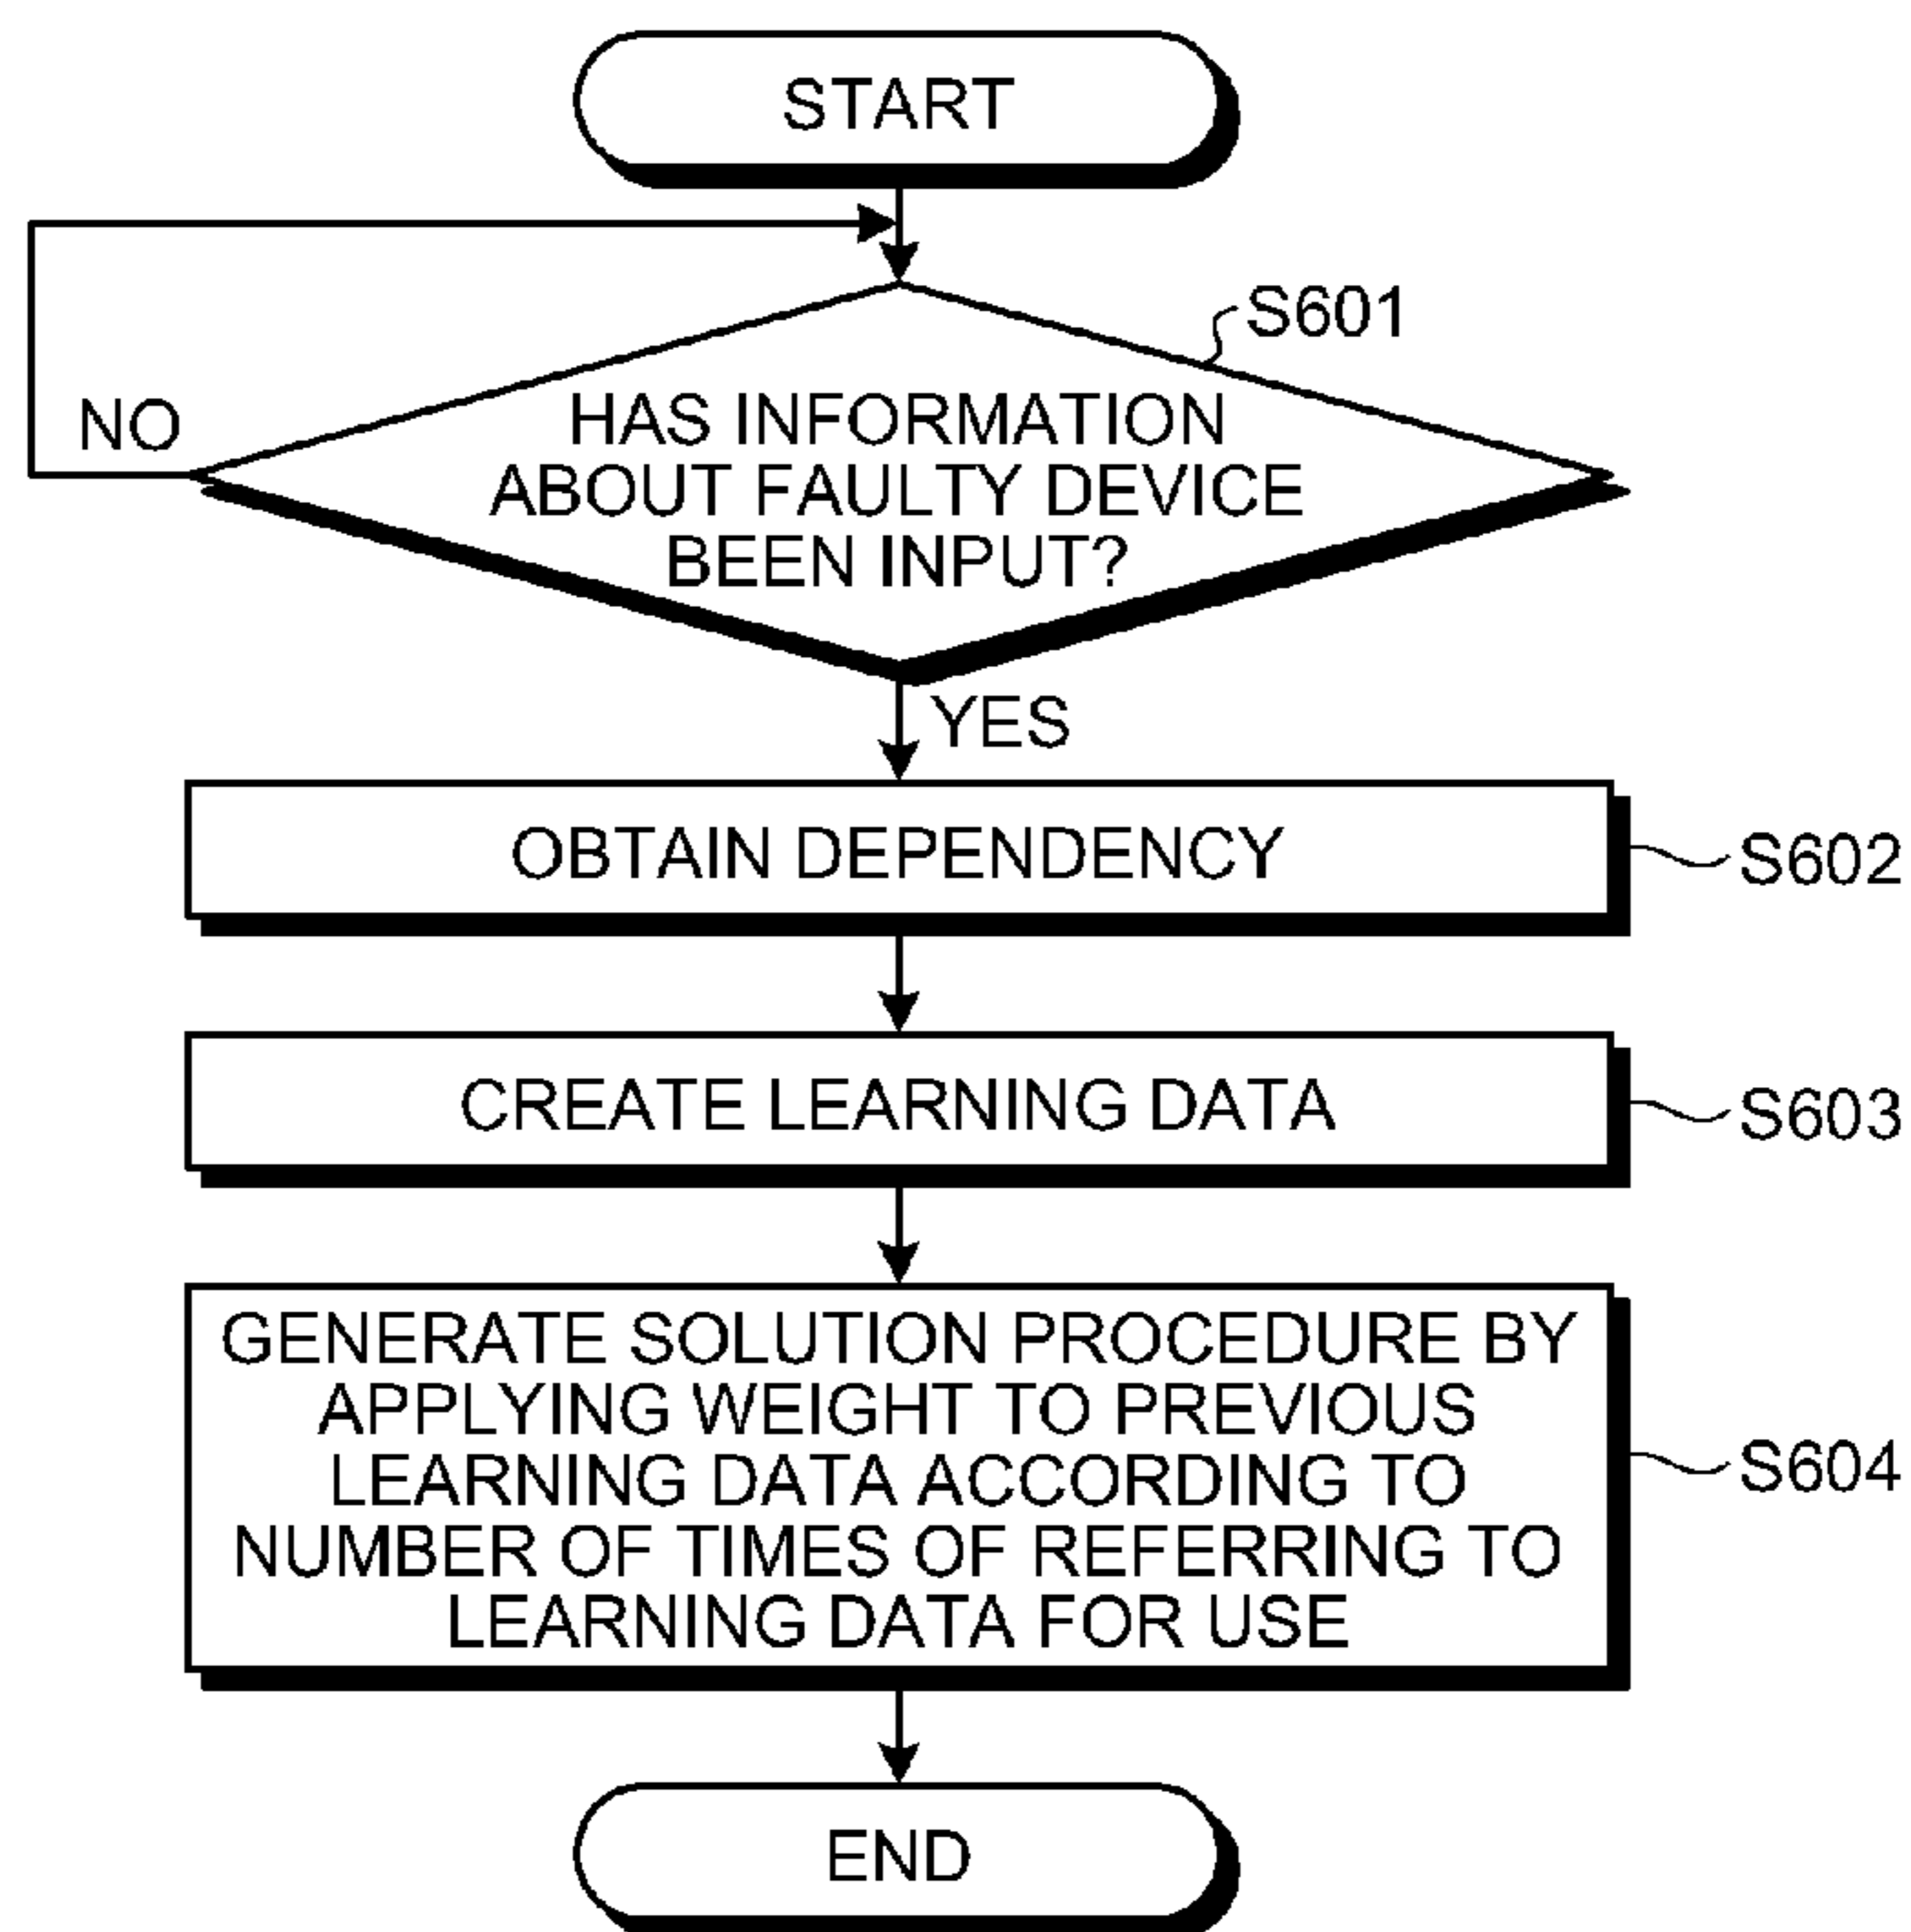 START
S601
HAS INFORMATION
ABOUT FAULTY DEVICE
BEEN INPUT?
NO
YES
OBTAIN DEPENDENCY
S602
CREATE LEARNING DATA
S603
GENERATE SOLUTION PROCEDURE BY
APPLYING WEIGHT TO PREVIOUS
LEARNING DATA ACCORDING TO
NUMBER OF TIMES OF REFERRING TO
LEARNING DATA FOR USE
S604
END